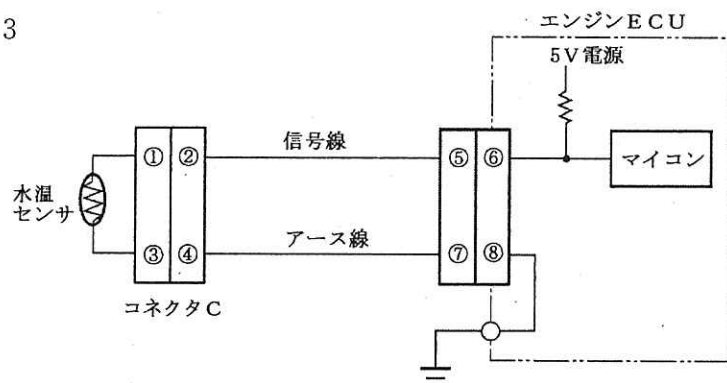 3
エンジンECU
5V電源
① ② 信号線 ⑤ ⑥ マイコン
水温
センサ
③ ④ アース線 ⑦ ⑧
コネクタC